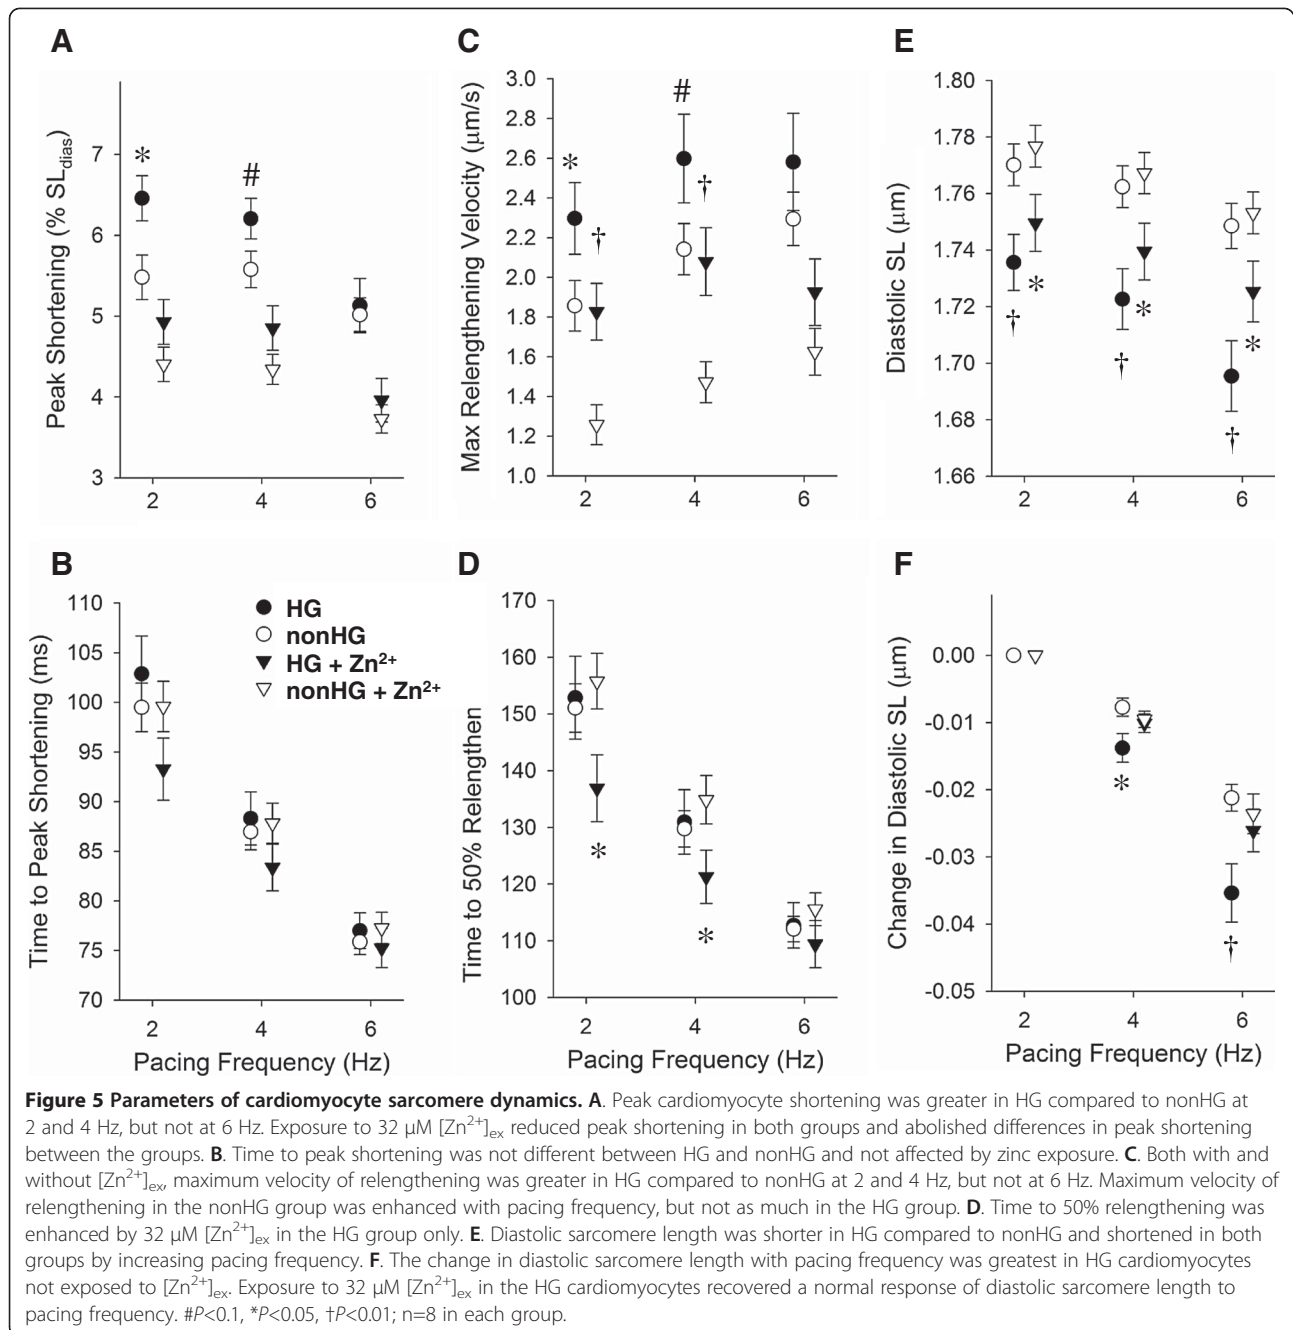 A
Peak Shortening (% SLdias)
7
6
5
4
3
*
#
2 4 6
C
Max Relengthening Velocity (µm/s)
3.0
2.8
2.6
2.4
2.2
2.0
1.8
1.6
1.4
1.2
1.0
#
*
†
†
2 4 6
E
Diastolic SL (µm)
1.80
1.78
1.76
1.74
1.72
1.70
1.68
1.66
*
†
*
†
*
†
2 4 6
B
Time to Peak Shortening (ms)
110
105
100
95
90
85
80
75
70
HG
nonHG
HG + Zn2+
nonHG + Zn2+
2 4 6
Pacing Frequency (Hz)
D
Time to 50% Relengthen
170
160
150
140
130
120
110
100
*
*
2 4 6
Pacing Frequency (Hz)
F
Change in Diastolic SL (µm)
0.00
-0.01
-0.02
-0.03
-0.04
-0.05
*
†
2 4 6
Pacing Frequency (Hz)
Figure 5 Parameters of cardiomyocyte sarcomere dynamics. A. Peak cardiomyocyte shortening was greater in HG compared to nonHG at
2 and 4 Hz, but not at 6 Hz. Exposure to 32 µM [Zn2+]ex reduced peak shortening in both groups and abolished differences in peak shortening
between the groups. B. Time to peak shortening was not different between HG and nonHG and not affected by zinc exposure. C. Both with and
without [Zn2+]ex, maximum velocity of relengthening was greater in HG compared to nonHG at 2 and 4 Hz, but not at 6 Hz. Maximum velocity of
relengthening in the nonHG group was enhanced with pacing frequency, but not as much in the HG group. D. Time to 50% relengthening was
enhanced by 32 µM [Zn2+]ex in the HG group only. E. Diastolic sarcomere length was shorter in HG compared to nonHG and shortened in both
groups by increasing pacing frequency. F. The change in diastolic sarcomere length with pacing frequency was greatest in HG cardiomyocytes
not exposed to [Zn2+]ex. Exposure to 32 µM [Zn2+]ex in the HG cardiomyocytes recovered a normal response of diastolic sarcomere length to
pacing frequency. #P<0.1, *P<0.05, †P<0.01; n=8 in each group.